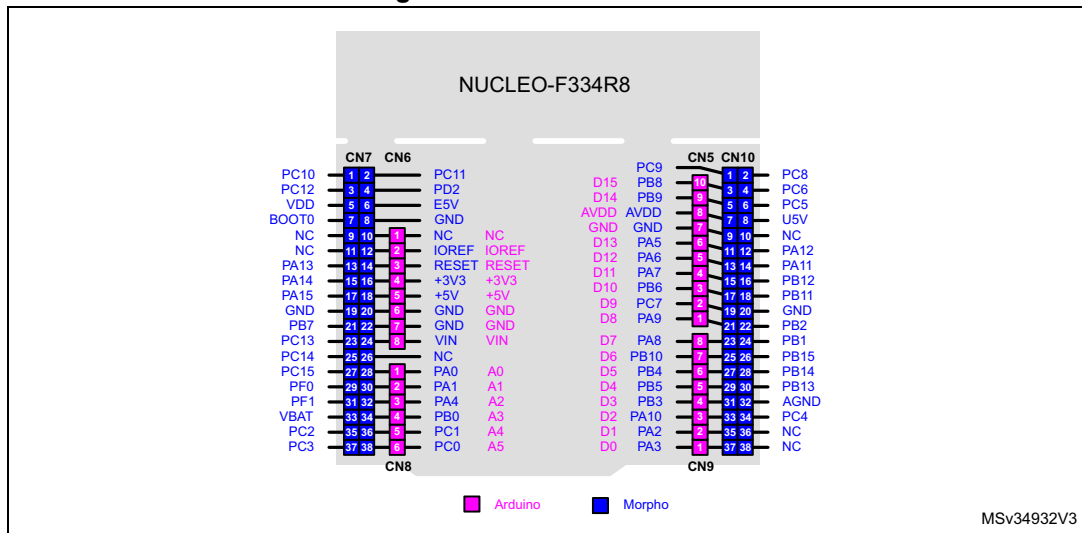 NUCLEO-F334R8
CN7 CN6 CN5 CN10
PC9
PC10 1 2 PC11 D15 PB8 10 1 2 PC8
PC12 3 4 PD2 D14 PB9 9 3 4 PC6
VDD 5 6 E5V AVDD AVDD 8 5 6 PC5
BOOT0 7 8 GND GND GND 7 7 8 U5V
NC 9 10 1 NC NC D13 PA5 6 9 10 NC
NC 11 12 2 IOREF IOREF D12 PA6 5 11 12 PA12
PA13 13 14 3 RESET RESET D11 PA7 4 13 14 PA11
PA14 15 16 4 +3V3 +3V3 D10 PB6 3 15 16 PB12
PA15 17 18 5 +5V +5V D9 PC7 2 17 18 PB11
GND 19 20 6 GND GND D8 PA9 1 19 20 GND
PB7 21 22 7 GND GND 21 22 PB2
PC13 23 24 8 VIN VIN D7 PA8 8 23 24 PB1
PC14 25 26 NC D6 PB10 7 25 26 PB15
PC15 27 28 1 PA0 A0 D5 PB4 6 27 28 PB14
PF0 29 30 2 PA1 A1 D4 PB5 5 29 30 PB13
PF1 31 32 3 PA4 A2 D3 PB3 4 31 32 AGND
VBAT 33 34 4 PB0 A3 D2 PA10 3 33 34 PC4
PC2 35 36 5 PC1 A4 D1 PA2 2 35 36 NC
PC3 37 38 6 PC0 A5 D0 PA3 1 37 38 NC
CN8 CN9
Arduino Morpho
MSv34932V3